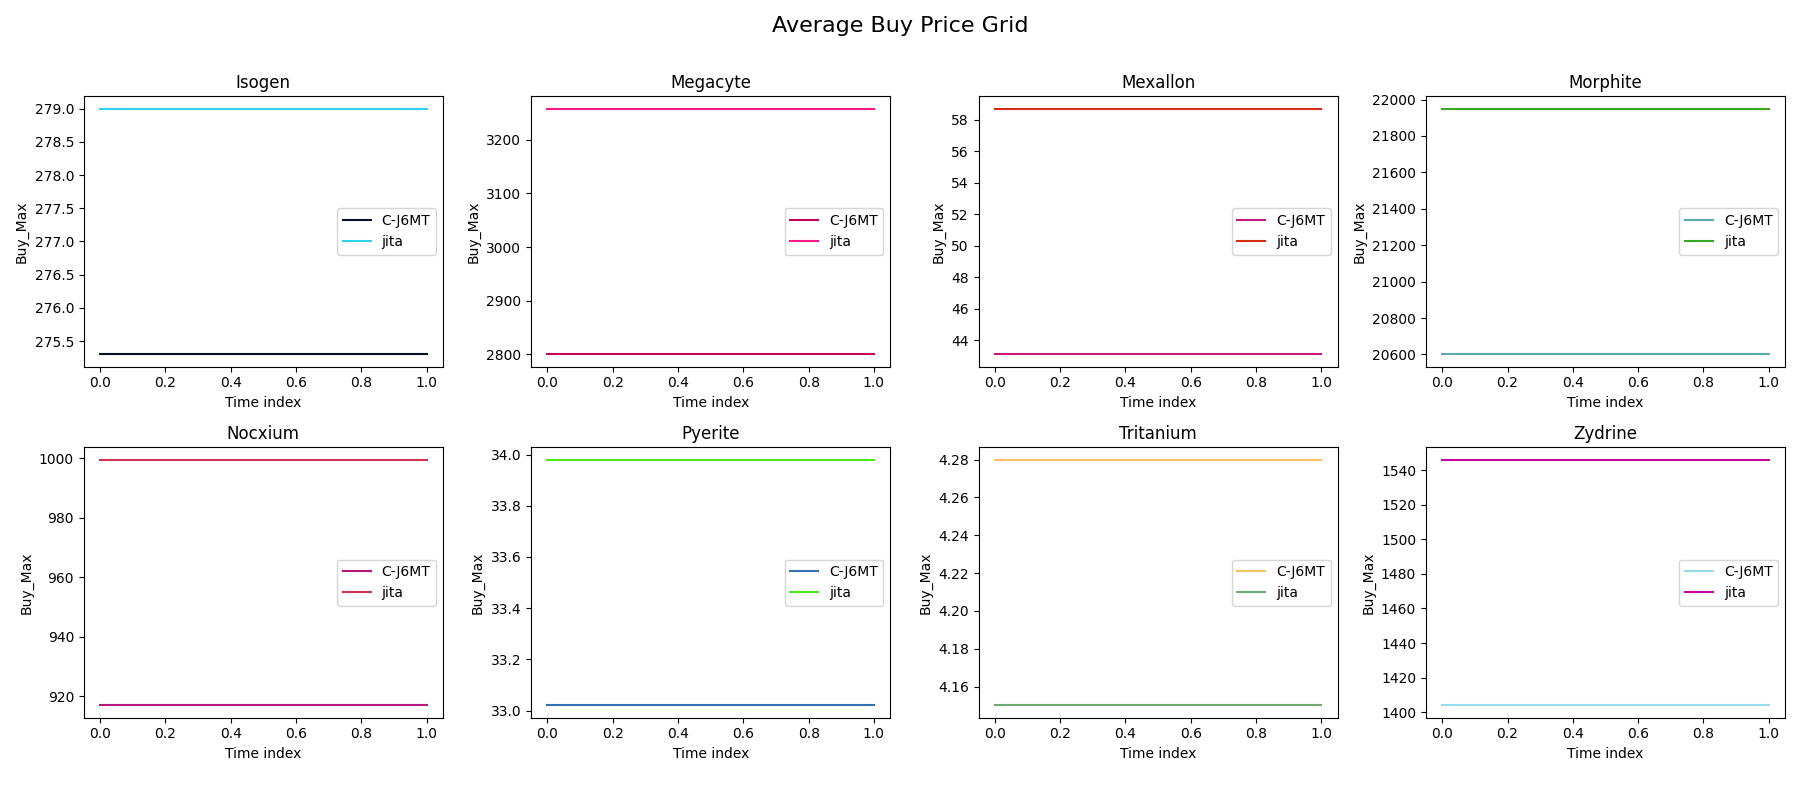 Average Buy Price Grid
Isogen
279.0
278.5
278.0
277.5
277.0
276.5
276.0
275.5
Buy_Max
C-J6MT
jita
0.0 0.2 0.4 0.6 0.8 1.0
Time index
Megacyte
3200
3100
3000
2900
2800
Buy_Max
C-J6MT
jita
0.0 0.2 0.4 0.6 0.8 1.0
Time index
Mexallon
58
56
54
52
50
48
46
44
Buy_Max
C-J6MT
jita
0.0 0.2 0.4 0.6 0.8 1.0
Time index
Morphite
22000
21800
21600
21400
21200
21000
20800
20600
Buy_Max
C-J6MT
jita
0.0 0.2 0.4 0.6 0.8 1.0
Time index
Nocxium
1000
980
960
940
920
Buy_Max
C-J6MT
jita
0.0 0.2 0.4 0.6 0.8 1.0
Time index
Pyerite
34.0
33.8
33.6
33.4
33.2
33.0
Buy_Max
C-J6MT
jita
0.0 0.2 0.4 0.6 0.8 1.0
Time index
Tritanium
4.28
4.26
4.24
4.22
4.20
4.18
4.16
Buy_Max
C-J6MT
jita
0.0 0.2 0.4 0.6 0.8 1.0
Time index
Zydrine
1540
1520
1500
1480
1460
1440
1420
1400
Buy_Max
C-J6MT
jita
0.0 0.2 0.4 0.6 0.8 1.0
Time index